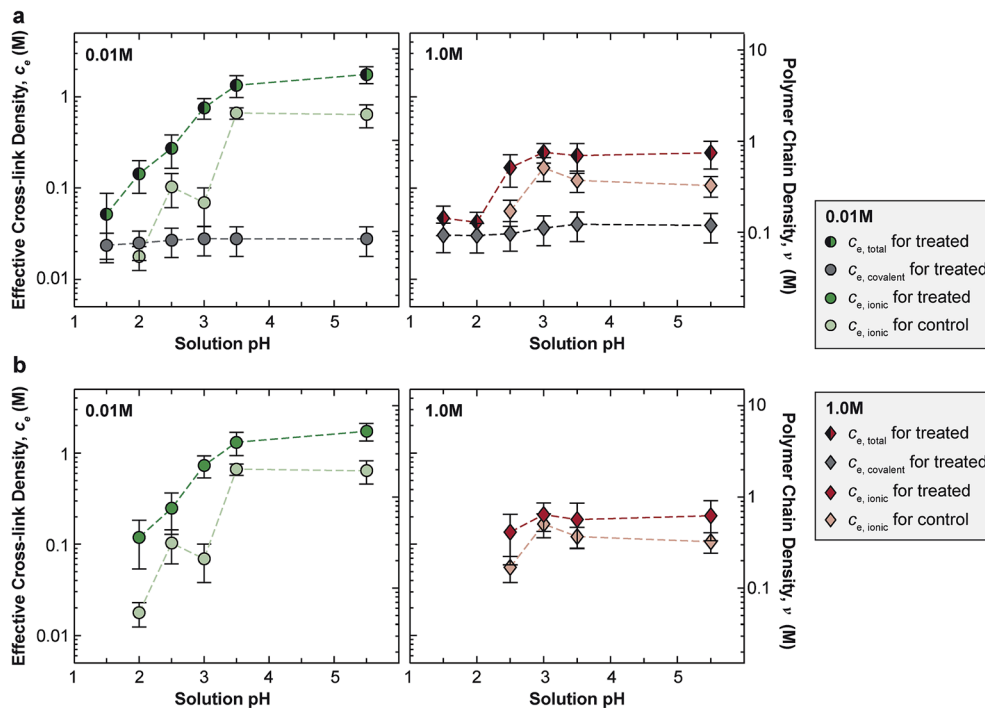 a
0.01M
1.0M
Effective Cross-link Density, ce (M)
1
0.1
0.01
10
1
0.1
Polymer Chain Density, ν (M)
1 2 3 4 5
1 2 3 4 5
Solution pH
Solution pH
0.01M
ce, total for treated
ce, covalent for treated
ce, ionic for treated
ce, ionic for control
b
0.01M
1.0M
Effective Cross-link Density, ce (M)
1
0.1
0.01
10
1
0.1
Polymer Chain Density, ν (M)
1 2 3 4 5
1 2 3 4 5
Solution pH
Solution pH
1.0M
ce, total for treated
ce, covalent for treated
ce, ionic for treated
ce, ionic for control